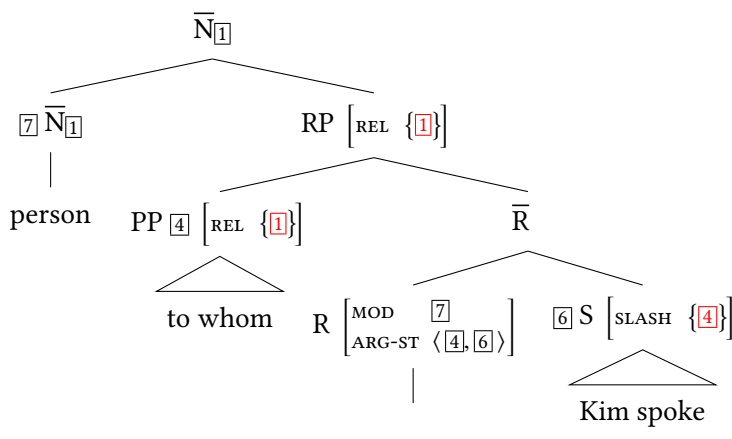 N̅[1]
[7] N̅[1] RP [REL {[1]}]
person PP [4] [REL {[1]}] R̅
to whom R [MOD [7] ARG-ST ⟨[4], [6]⟩] [6] S [SLASH {[4]}]
Kim spoke